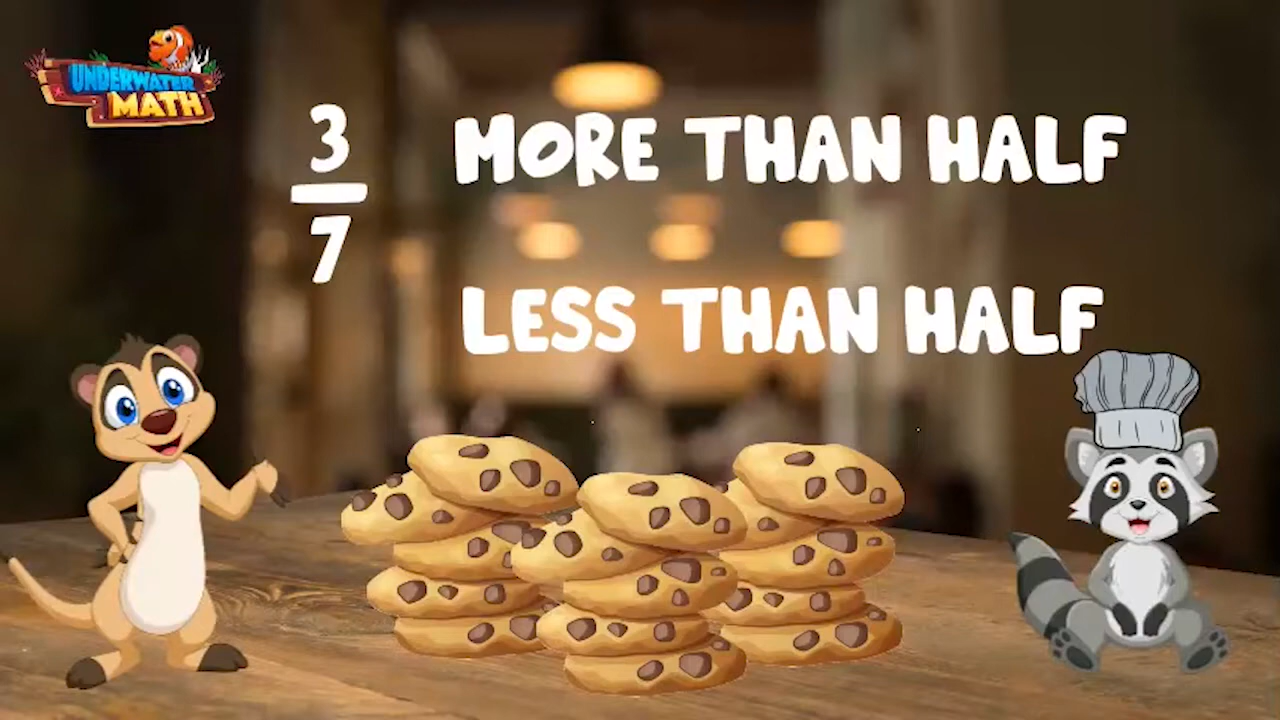 UNDERWATER
MATH
3
7
MORE THAN HALF
LESS THAN HALF